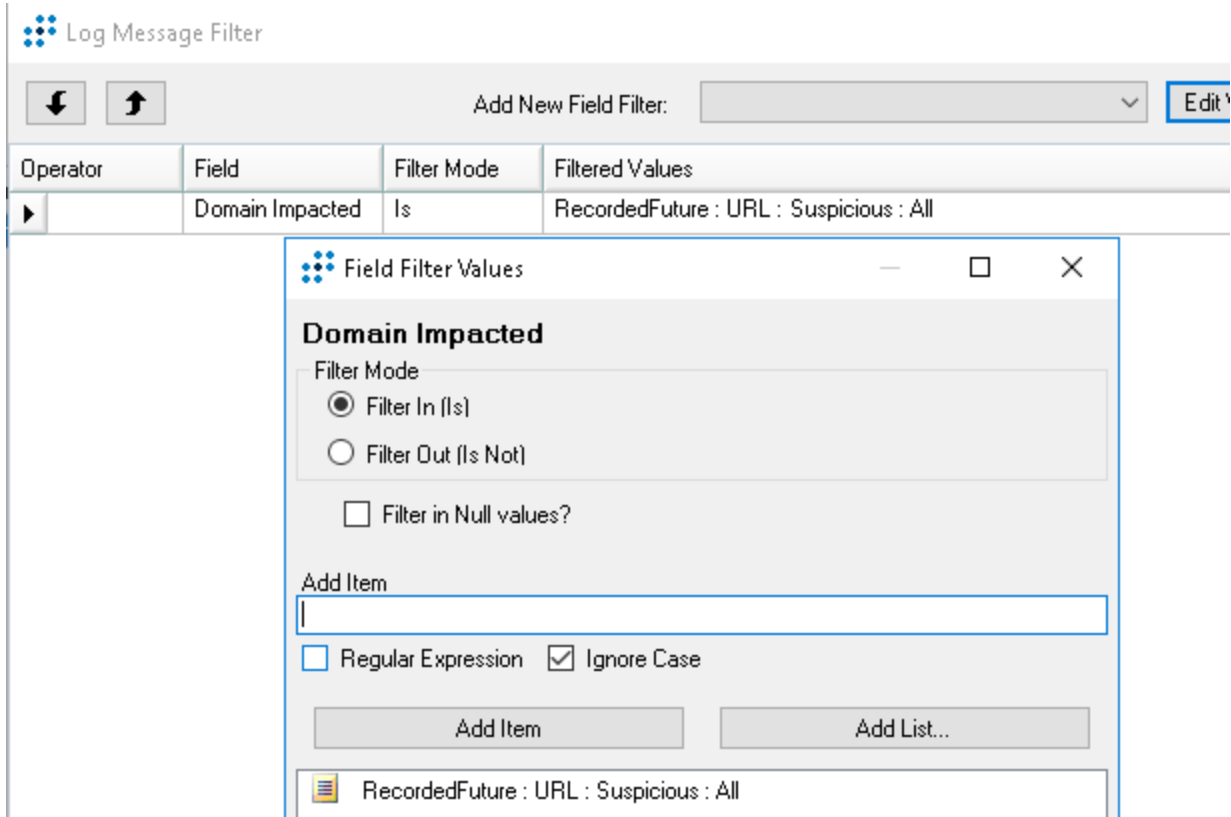 Log Message Filter
Add New Field Filter:
Edit
Operator Field Filter Mode Filtered Values
Domain Impacted Is RecordedFuture : URL : Suspicious : All
Field Filter Values
Domain Impacted
Filter Mode
Filter In (Is)
Filter Out (Is Not)
Filter in Null values?
Add Item
Regular Expression Ignore Case
Add Item Add List...
RecordedFuture : URL : Suspicious : All